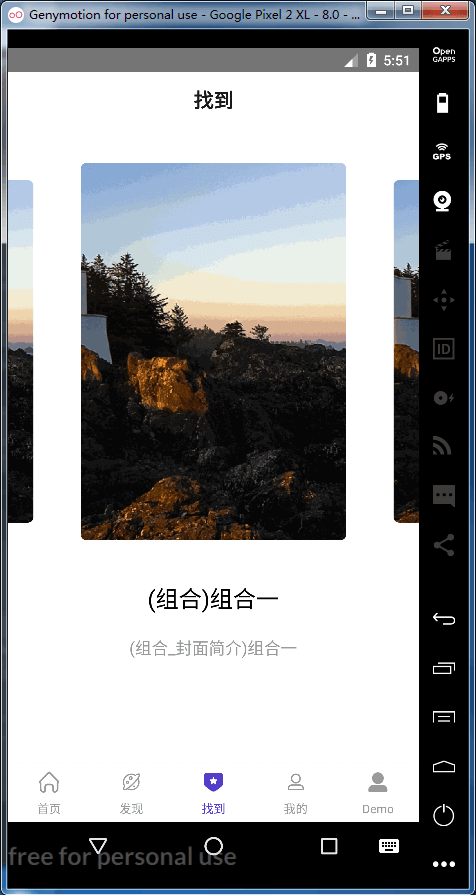 Genymotion for personal use - Google Pixel 2 XL - 8.0 - ...
Open
GAPPS
5:51
找到
GPS
ID
(组合)组合一
(组合_封面简介)组合一
首页 发现 找到 我的 Demo
free for personal use